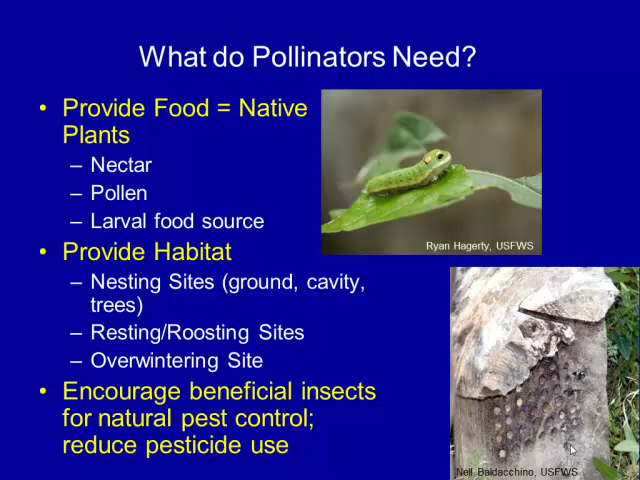 What do Pollinators Need?
• Provide Food = Native
Plants
– Nectar
– Pollen
– Larval food source
• Provide Habitat
– Nesting Sites (ground, cavity,
trees)
– Resting/Roosting Sites
– Overwintering Site
• Encourage beneficial insects
for natural pest control;
reduce pesticide use
Ryan Hagerty, USFWS
Nell Baldacchino, USFWS